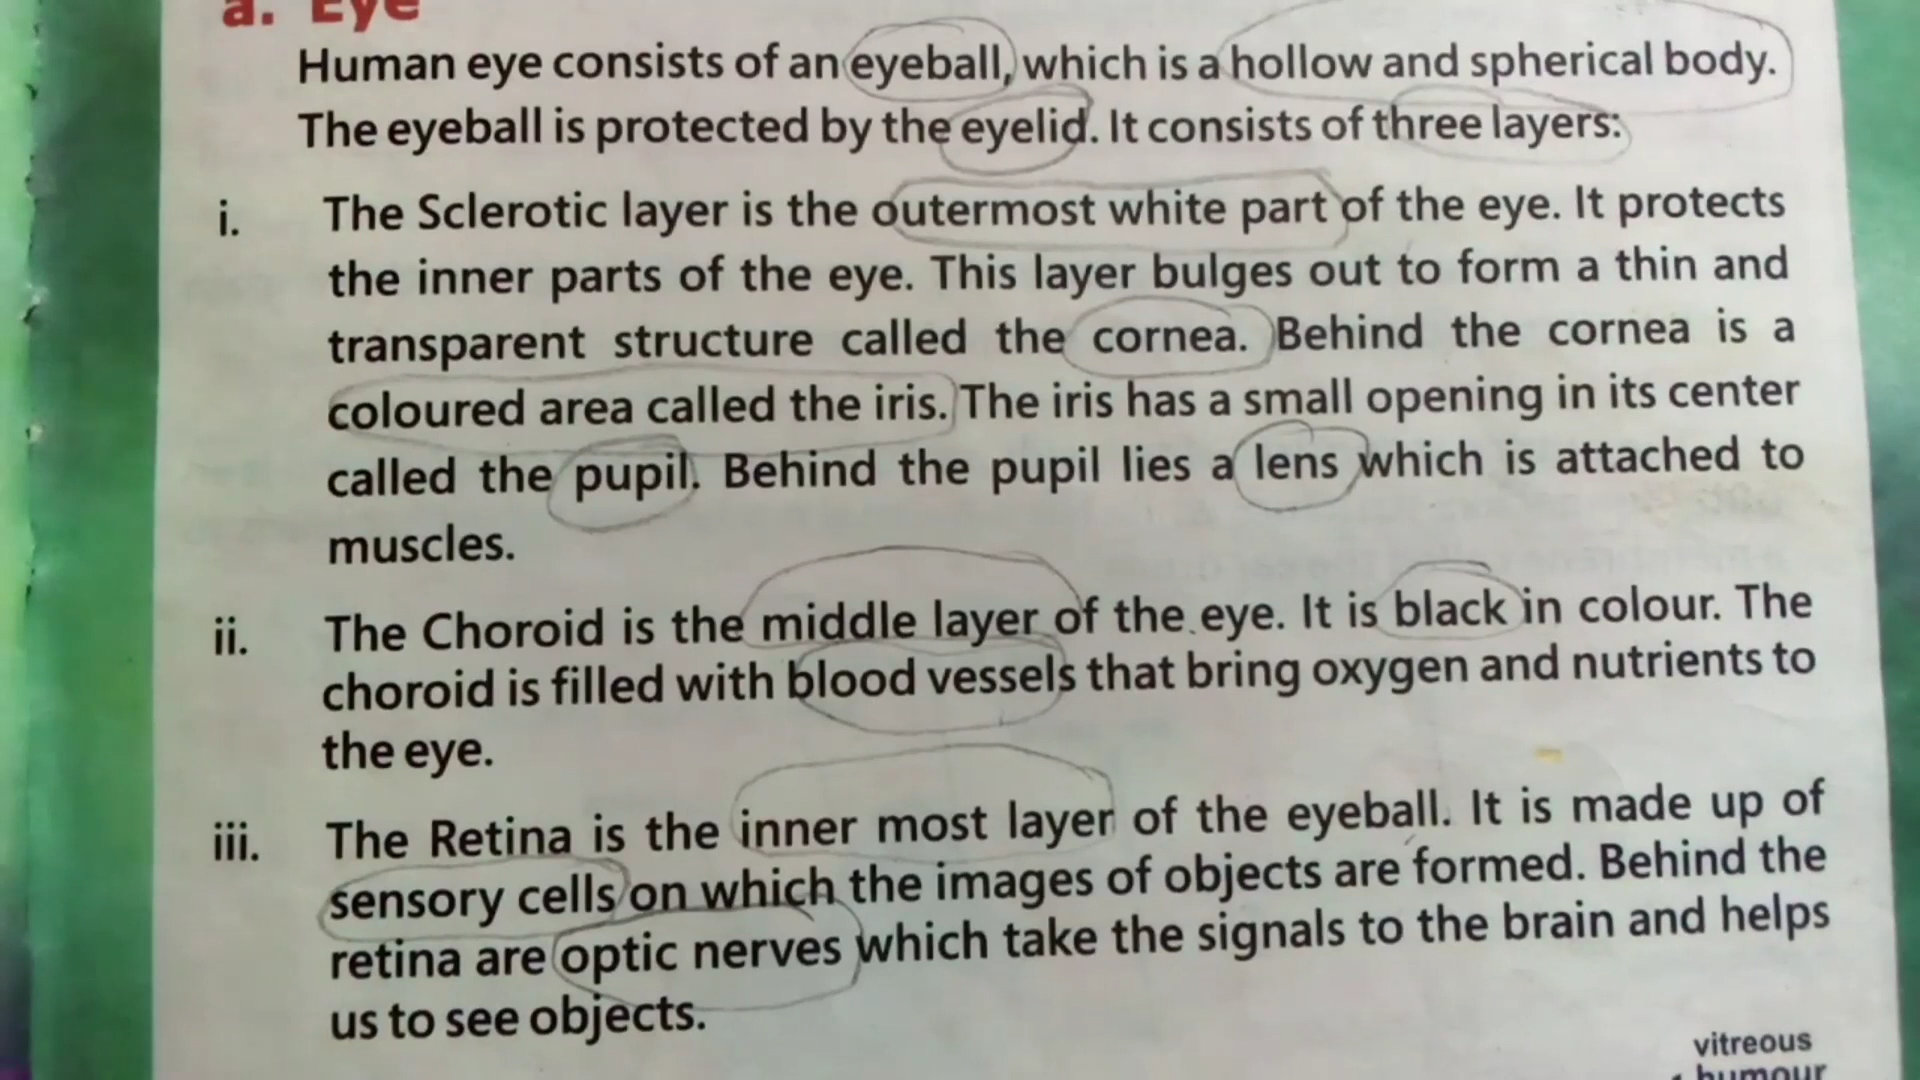 a. Eye
Human eye consists of an eyeball, which is a hollow and spherical body.
The eyeball is protected by the eyelid. It consists of three layers:
i. The Sclerotic layer is the outermost white part of the eye. It protects
the inner parts of the eye. This layer bulges out to form a thin and
transparent structure called the cornea. Behind the cornea is a
coloured area called the iris. The iris has a small opening in its center
called the pupil. Behind the pupil lies a lens which is attached to
muscles.
ii. The Choroid is the middle layer of the eye. It is black in colour. The
choroid is filled with blood vessels that bring oxygen and nutrients to
the eye.
iii. The Retina is the inner most layer of the eyeball. It is made up of
sensory cells on which the images of objects are formed. Behind the
retina are optic nerves which take the signals to the brain and helps
us to see objects.
vitreous
humour